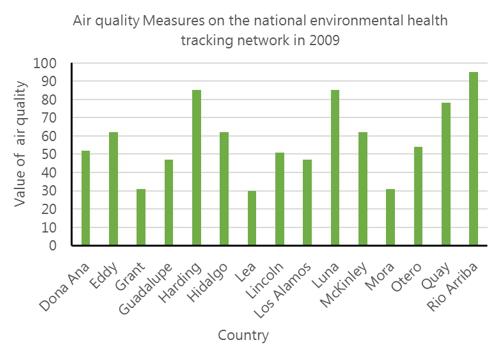 Air quality Measures on the national environmental health
tracking network in 2009
Value of  air quality
100
90
80
70
60
50
40
30
20
10
0
Dona Ana
Eddy
Grant
Guadalupe
Harding
Hidalgo
Lea
Lincoln
Los Alamos
Luna
McKinley
Mora
Otero
Quay
Rio Arriba
Country